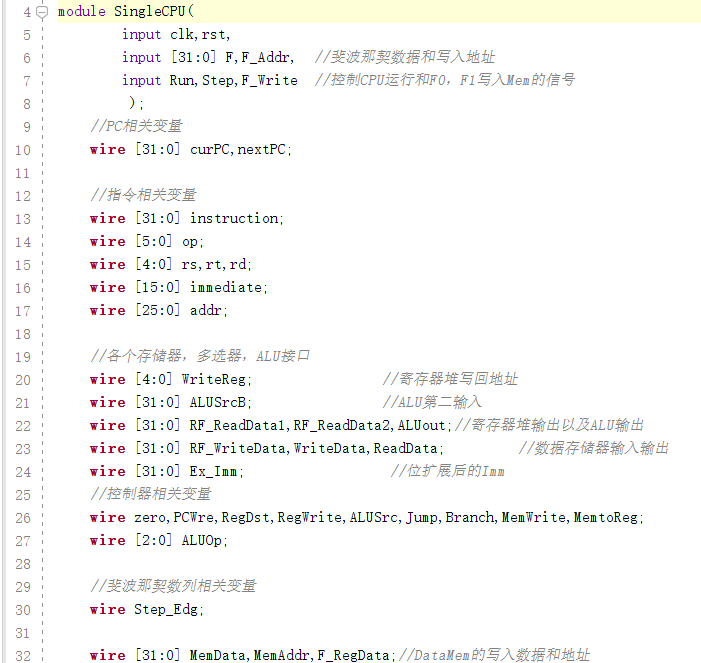 4 module SingleCPU(
5 input clk,rst,
6 input [31:0] F,F_Addr, //斐波那契数据和写入地址
7 input Run,Step,F_Write //控制CPU运行和F0, F1写入Mem的信号
8 );
9 //PC相关变量
10 wire [31:0] curPC,nextPC;
11
12 //指令相关变量
13 wire [31:0] instruction;
14 wire [5:0] op;
15 wire [4:0] rs,rt,rd;
16 wire [15:0] immediate;
17 wire [25:0] addr;
18
19 //各个存储器, 多选器, ALU接口
20 wire [4:0] WriteReg; //寄存器堆写回地址
21 wire [31:0] ALUSrcB; //ALU第二输入
22 wire [31:0] RF_ReadData1,RF_ReadData2,ALUout;//寄存器堆输出以及ALU输出
23 wire [31:0] RF_WriteData,WriteData,ReadData; //数据存储器输入输出
24 wire [31:0] Ex_Imm; //位扩展后的Imm
25 //控制器相关变量
26 wire zero,PCWre,RegDst,RegWrite,ALUSrc,Jump,Branch,MemWrite,MemtoReg;
27 wire [2:0] ALUOp;
28
29 //斐波那契数列相关变量
30 wire Step_Edg;
31
32 wire [31:0] MemData,MemAddr,F_RegData;//DataMem的写入数据和地址